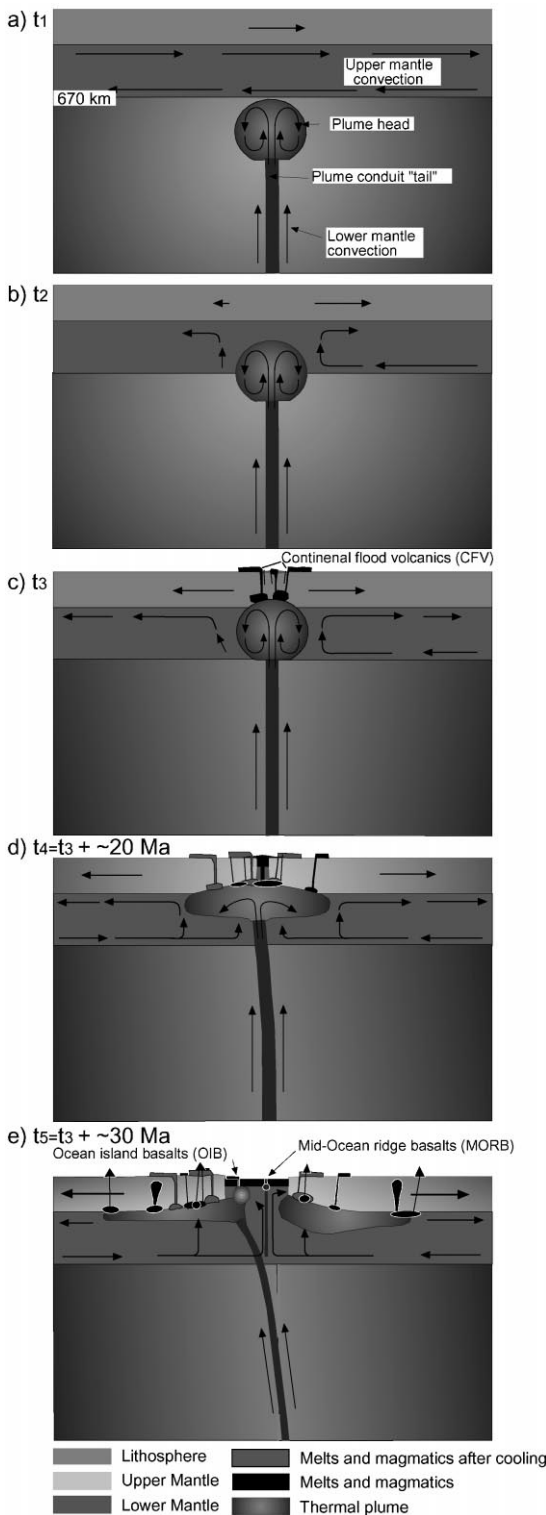 a) t1
Upper mantle
convection
670 km
Plume head
Plume conduit "tail"
Lower mantle
convection
b) t2
Continenal flood volcanics (CFV)
c) t3
d) t4=t3 + ~20 Ma
e) t5=t3 + ~30 Ma
Ocean island basalts (OIB)
Mid-Ocean ridge basalts (MORB)
Lithosphere
Melts and magmatics after cooling
Upper Mantle
Melts and magmatics
Lower Mantle
Thermal plume